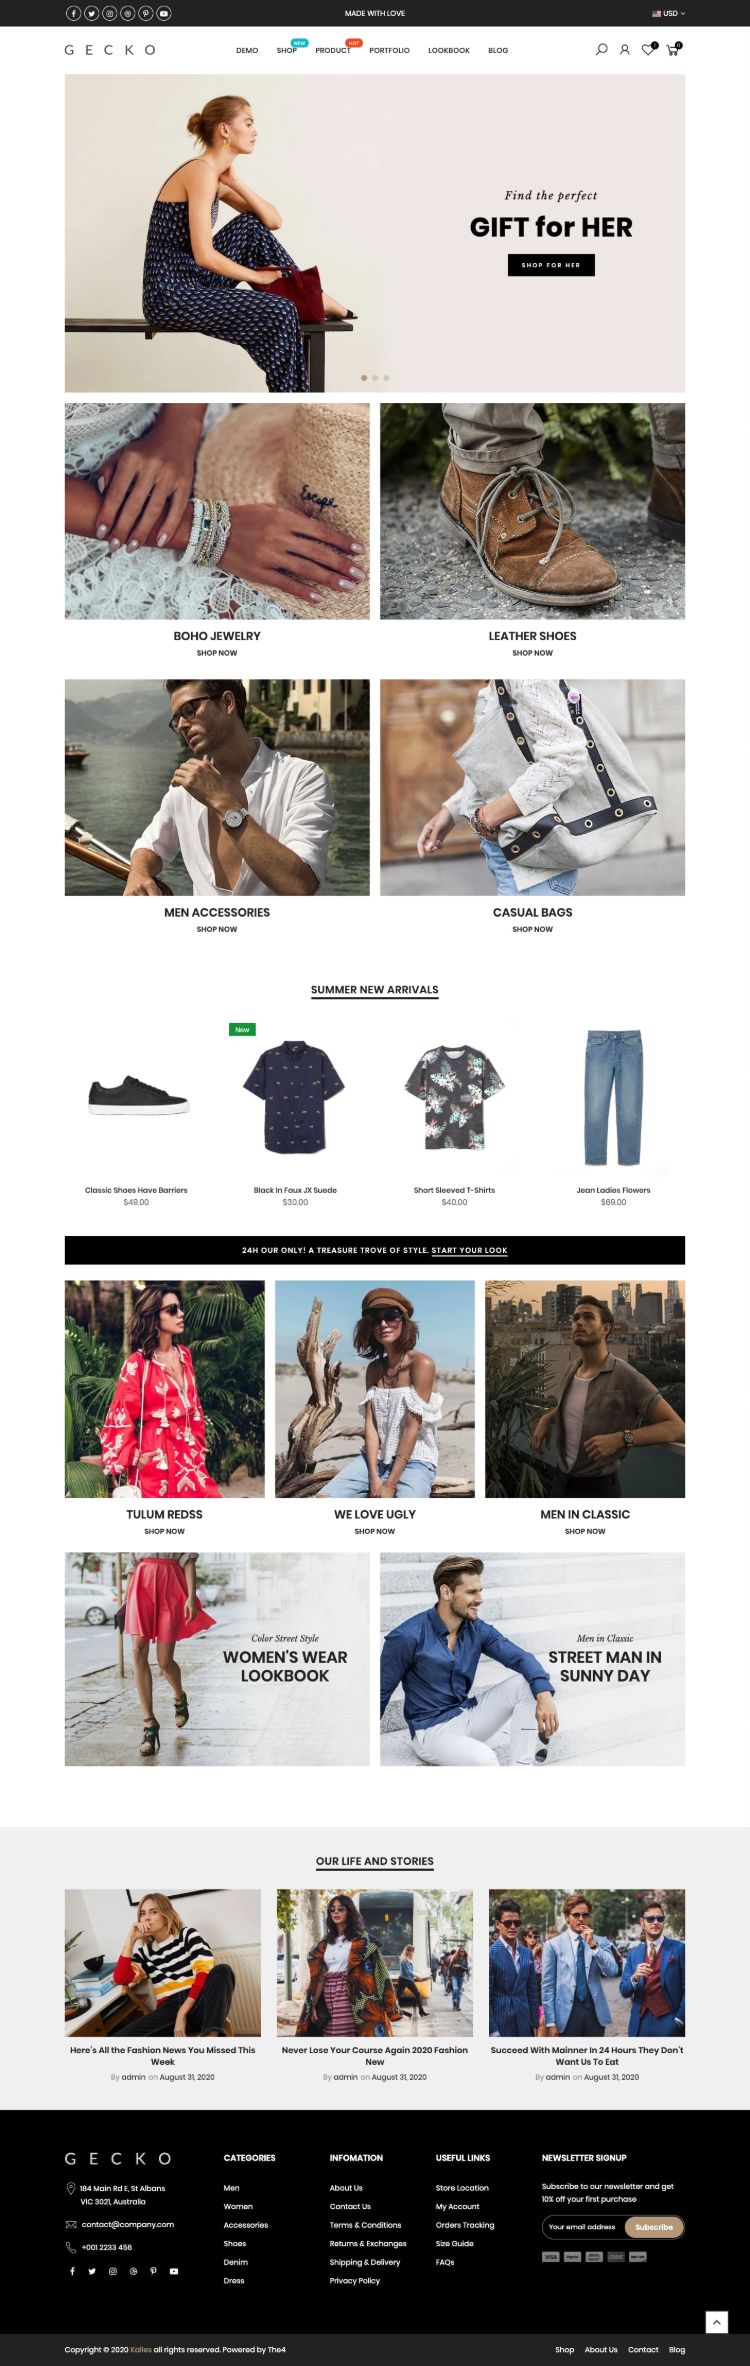 MADE WITH LOVE
USD
GECKO
DEMO
SHOP
NEW
PRODUCT
HOT
PORTFOLIO
LOOKBOOK
BLOG
Find the perfect
GIFT for HER
SHOP FOR HER
Escape
BOHO JEWELRY
SHOP NOW
LEATHER SHOES
SHOP NOW
MEN ACCESSORIES
SHOP NOW
CASUAL BAGS
SHOP NOW
SUMMER NEW ARRIVALS
New
Classic Shoes Have Barriers
$49.00
Black In Faux JX Suede
$30.00
Short Sleeved T-Shirts
$40.00
Jean Ladies Flowers
$69.00
24H OUR ONLY! A TREASURE TROVE OF STYLE. START YOUR LOOK
TULUM REDSS
SHOP NOW
WE LOVE UGLY
SHOP NOW
MEN IN CLASSIC
SHOP NOW
Color Street Style
WOMEN'S WEAR
LOOKBOOK
Men in Classic
STREET MAN IN
SUNNY DAY
OUR LIFE AND STORIES
Here's All the Fashion News You Missed This
Week
By admin on August 31, 2020
Never Lose Your Course Again 2020 Fashion
New
By admin on August 31, 2020
Succeed With Mainner In 24 Hours They Don't
Want Us To Eat
By admin on August 31, 2020
GECKO
184 Main Rd E, St Albans
VIC 3021, Australia
contact@company.com
+001 2233 456
CATEGORIES
Men
Women
Accessories
Shoes
Denim
Dress
INFOMATION
About Us
Contact Us
Terms & Conditions
Returns & Exchanges
Shipping & Delivery
Privacy Policy
USEFUL LINKS
Store Location
My Account
Orders Tracking
Size Guide
FAQs
NEWSLETTER SIGNUP
Subscribe to our newsletter and get
10% off your first purchase
Your email address
Subscribe
VISA
PayPal
Copyright © 2020 Kalles all rights reserved. Powered by The4
Shop
About Us
Contact
Blog